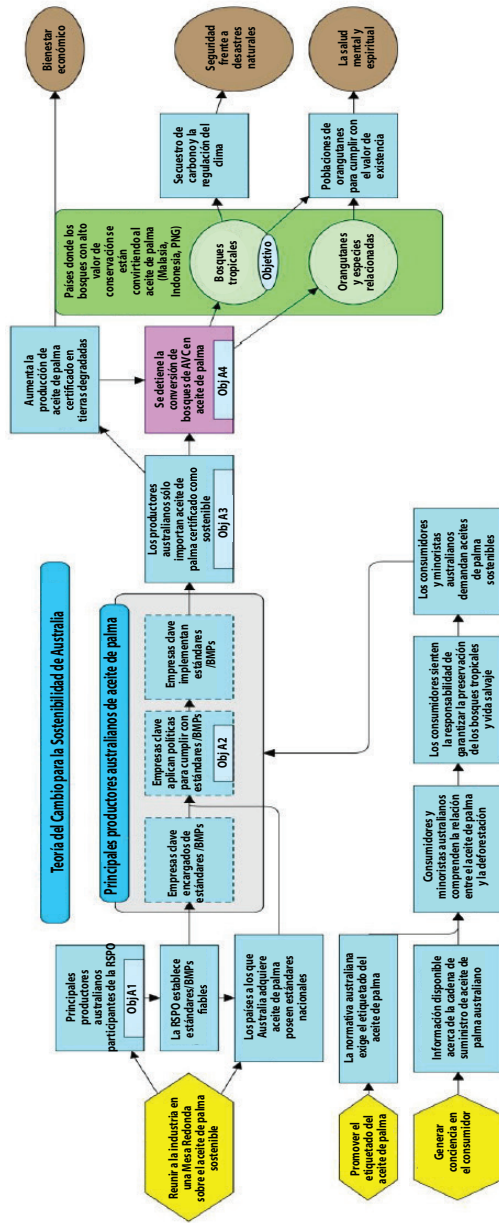 Teoría del Cambio para la Sostenibilidad de Australia
Reunir a la industria en
una Mesa Redonda
sobre el aceite de palma
sostenible
Promover el
etiquetado del
aceite de palma
Generar
conciencia en
el consumidor
Principales
productores
australianos
participantes de la RSPO
Obj A1
La RSPO establece
estándares/BMPs
fiables
Los países a los que
Australia adquiere
aceite de palma
poseen estándares
nacionales
La normativa australiana
exige el etiquetado del
aceite de palma
Información disponible
acerca de la cadena de
suministro de aceite de
palma australiano
Principales productores australianos de aceite de palma
Empresas clave
encargados de
estándares /BMPs
Empresas clave
aplican políticas
para cumplir con
estándares /BMPs
Obj A2
Empresas clave
implementan
estándares
/BMPs
Consumidores y
minoristas australianos
comprenden la relación
entre el aceite de palma
y la deforestación
Los consumidores sienten
la responsabilidad de
garantizar la preservación
de los bosques tropicales
y vida salvaje
Los consumidores
y minoristas
australianos
demandan aceites
de palma
sostenibles
Los productores
australianos sólo
importan aceite de
palma certificado como
sostenible
Obj A3
Aumenta la
producción de
aceite de palma
certificado en
tierras degradadas
Se detiene la
conversión de
bosques de AVC en
aceite de palma
Obj A4
Países donde los
bosques con alto
valor de
conservación se
están
convirtiendo al
aceite de palma
(Malasia,
Indonesia, PNG)
Bosques
tropicales
Objetivo
Orangutanes
y especies
relacionadas
Secuestro de
carbono y la
regulación del
clima
Poblaciones de
orangutanes
para cumplir con
el valor de
existencia
Bienestar
económico
Seguridad
frente a
desastres
naturales
La salud
mental y
espiritual